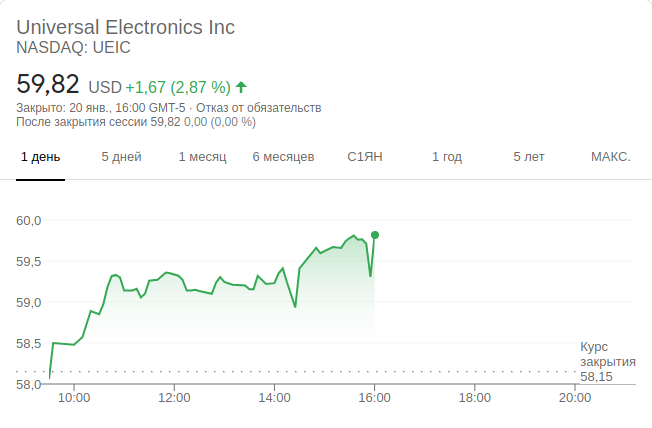 Universal Electronics Inc
NASDAQ: UEIC
59,82 USD +1,67 (2,87 %)
Закрыто: 20 янв., 16:00 GMT-5 · Отказ от обязательств
После закрытия сессии 59,82 0,00 (0,00 %)
1 день 5 дней 1 месяц 6 месяцев С1ЯН 1 год 5 лет МАКС.
60,0
59,5
59,0
58,5
Курс
закрытия
58,15
58,0
10:00 12:00 14:00 16:00 18:00 20:00